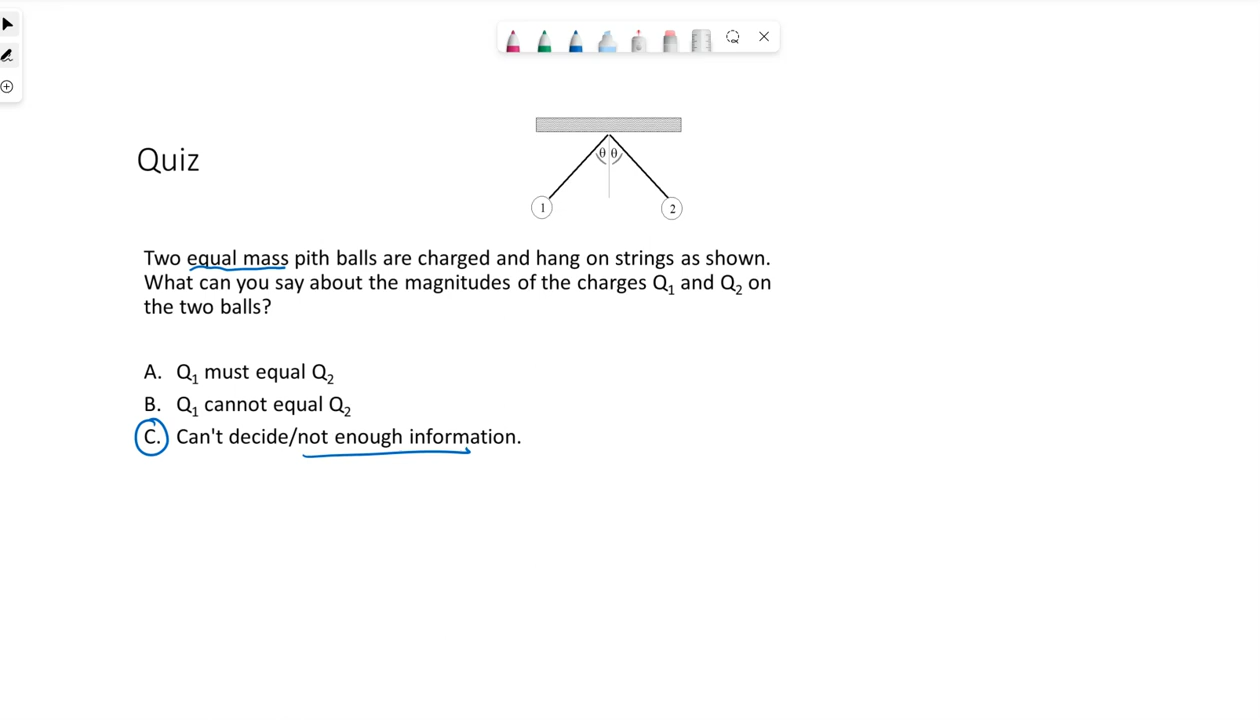 Quiz
θ θ
1 2
Two equal mass pith balls are charged and hang on strings as shown.
What can you say about the magnitudes of the charges Q₁ and Q₂ on
the two balls?
A. Q₁ must equal Q₂
B. Q₁ cannot equal Q₂
C. Can't decide/not enough information.